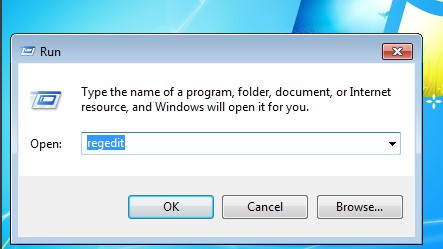 Run
Type the name of a program, folder, document, or Internet
resource, and Windows will open it for you.
Open: regedit
OK Cancel Browse...